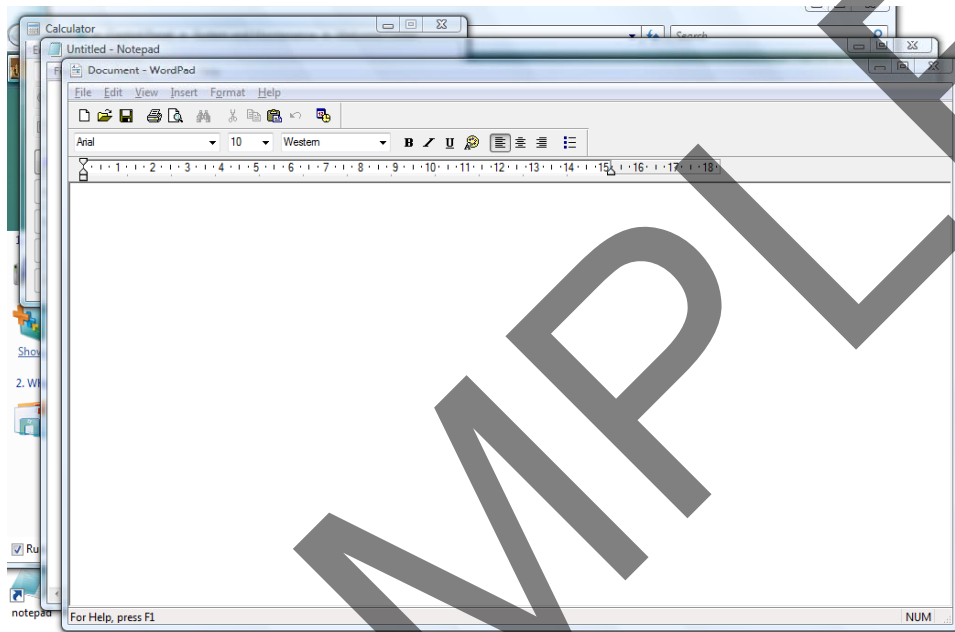 Calculator
Search
Untitled - Notepad
Document - WordPad
File Edit View Insert Format Help
Arial 10 Western B U
1 2 3 4 5 6 7 8 9 10 11 12 13 14 15 16 17 18
1
Show
2. Wh
Ru
notepad
For Help, press F1 NUM
MPLE